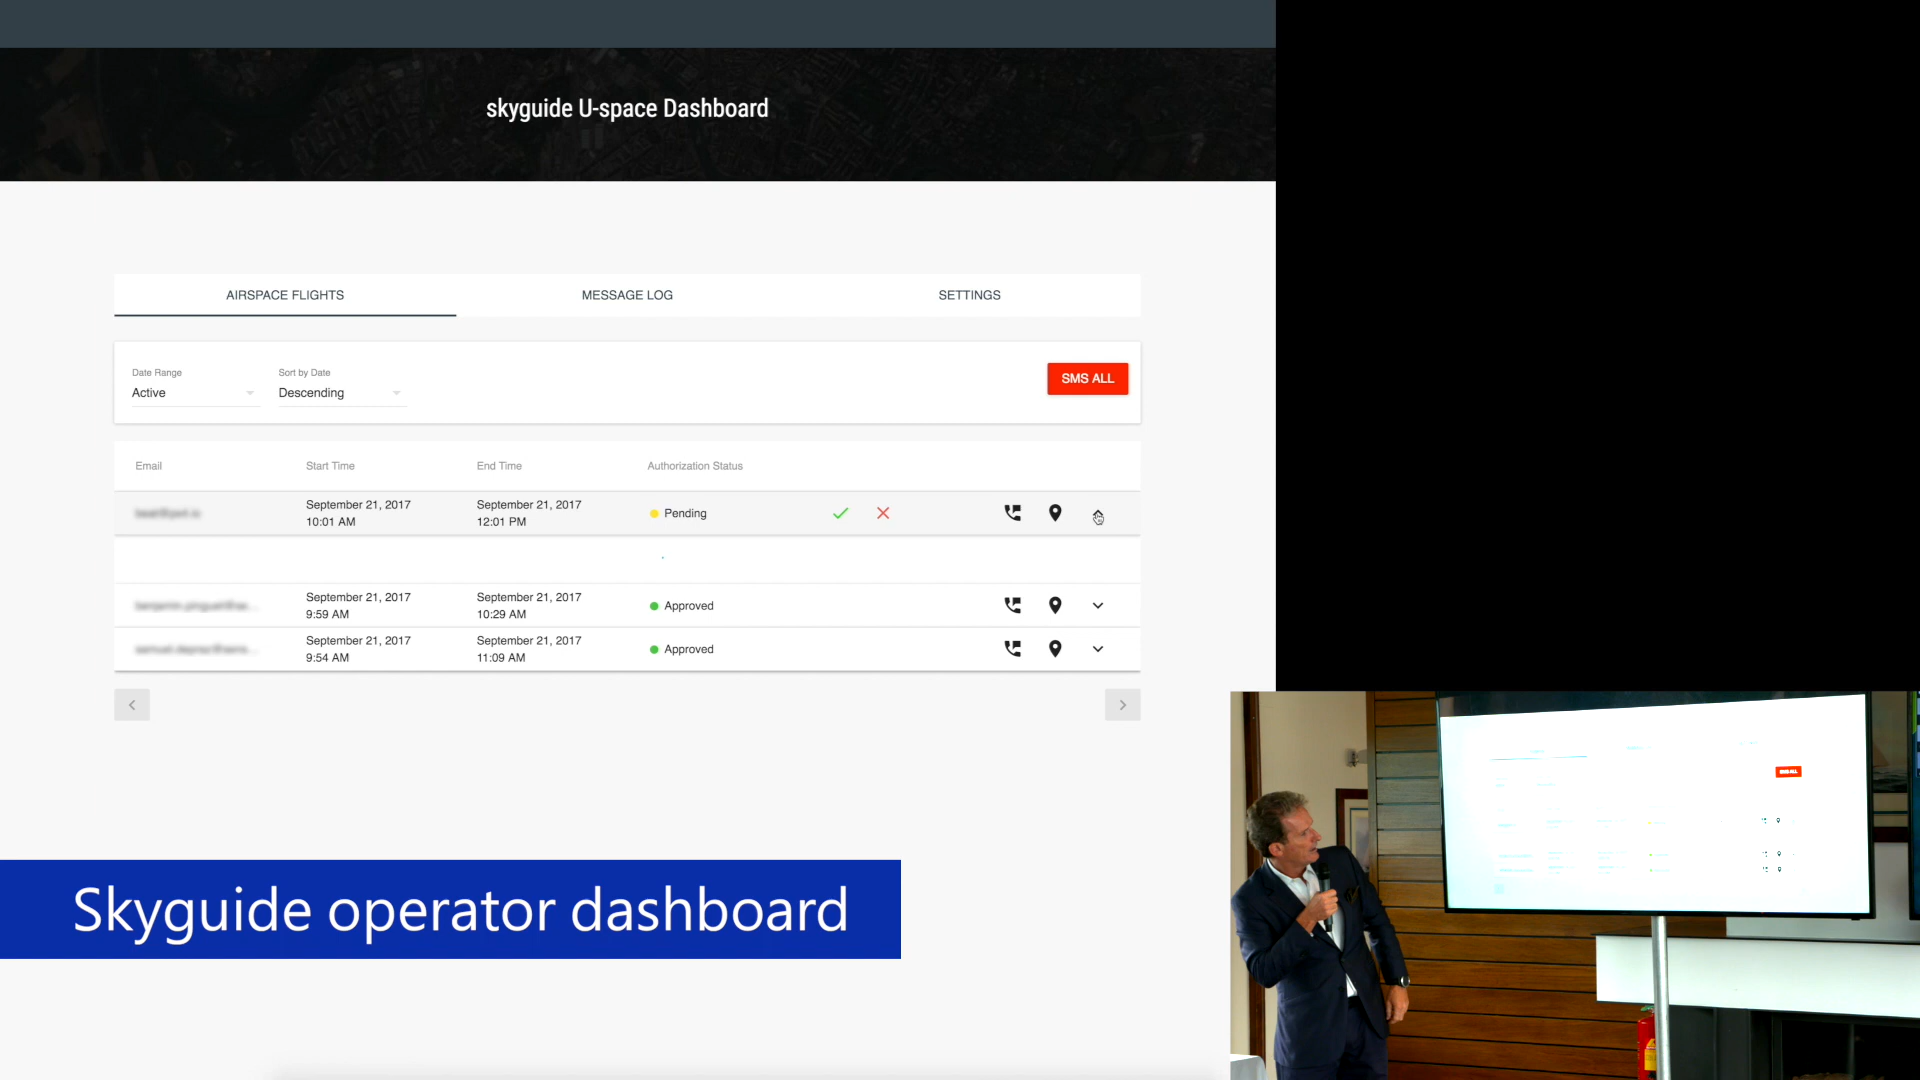 skyguide U-space Dashboard
AIRSPACE FLIGHTS
MESSAGE LOG
SETTINGS
Date Range
Sort by Date
Active
Descending
SMS ALL
Email
Start Time
End Time
Authorization Status
September 21, 2017
10:01 AM
September 21, 2017
12:01 PM
Pending
September 21, 2017
9:59 AM
September 21, 2017
10:29 AM
Approved
September 21, 2017
9:54 AM
September 21, 2017
11:09 AM
Approved
SMS ALL
Skyguide operator dashboard